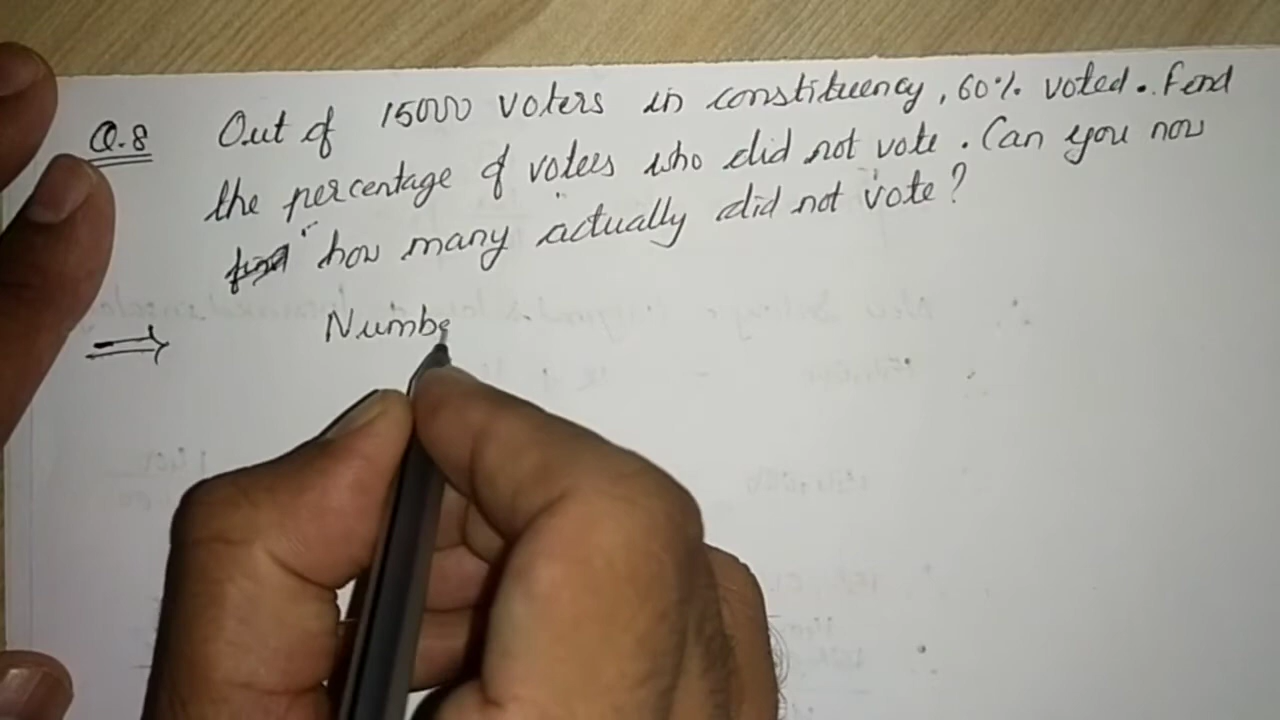 Q.8 Out of 15000 voters in constituency, 60% voted. Find
the percentage of voters who did not vote. Can you now
find how many actually did not vote?
⇒ Numbe